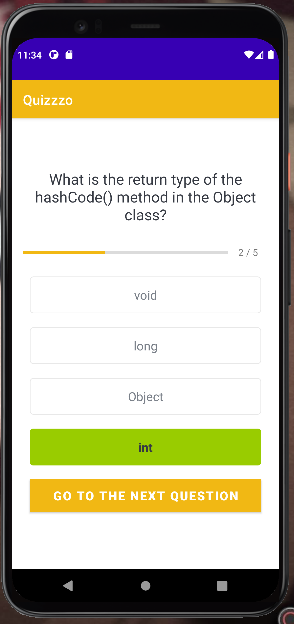 11:34
Quizzzo
What is the return type of the
hashCode() method in the Object
class?
2 / 5
void
long
Object
int
GO TO THE NEXT QUESTION